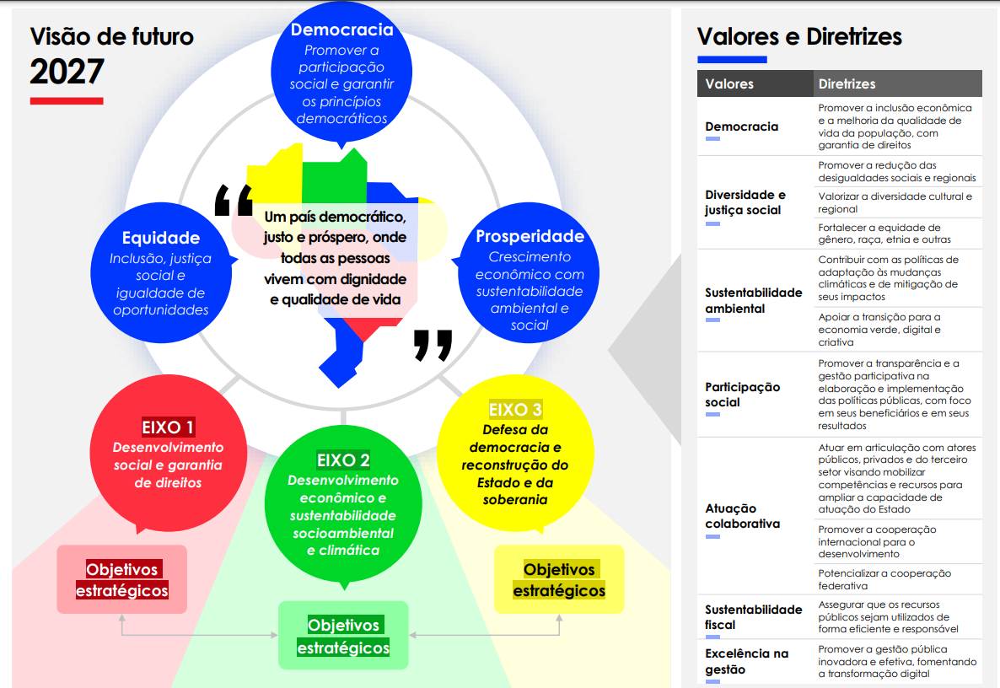 Visão de futuro
2027
Democracia
Promover a
participação
social e garantir
os princípios
democráticos
Equidade
Inclusão, justiça
social e
igualdade de
oportunidades
“
Um país democrático,
justo e próspero, onde
todas as pessoas
vivem com dignidade
e qualidade de vida
”
Prosperidade
Crescimento
econômico com
sustentabilidade
ambiental e
social
EIXO 1
Desenvolvimento
social e garantia
de direitos
EIXO 2
Desenvolvimento
econômico e
sustentabilidade
socioambiental
e climática
EIXO 3
Defesa da
democracia e
reconstrução do
Estado e da
soberania
Objetivos
estratégicos
Objetivos
estratégicos
Objetivos
estratégicos
Valores e Diretrizes
Valores
Diretrizes
Democracia
Promover a inclusão econômica
e a melhoria da qualidade de
vida da população, com
garantia de direitos
Diversidade e
justiça social
Promover a redução das
desigualdades sociais e regionais
Valorizar a diversidade cultural e
regional
Fortalecer a equidade de
gênero, raça, etnia e outras
Sustentabilidade
ambiental
Contribuir com as políticas de
adaptação às mudanças
climáticas e de mitigação de
seus impactos
Apoiar a transição para a
economia verde, digital e
criativa
Participação
social
Promover a transparência e a
gestão participativa na
elaboração e implementação
das políticas públicas, com foco
em seus beneficiários e em seus
resultados
Atuação
colaborativa
Atuar em articulação com atores
públicos, privados e do terceiro
setor visando mobilizar
competências e recursos para
ampliar a capacidade de
atuação do Estado
Promover a cooperação
internacional para o
desenvolvimento
Potencializar a cooperação
federativa
Sustentabilidade
fiscal
Assegurar que os recursos
públicos sejam utilizados de
forma eficiente e responsável
Excelência na
gestão
Promover a gestão pública
inovadora e efetiva, fomentando
a transformação digital